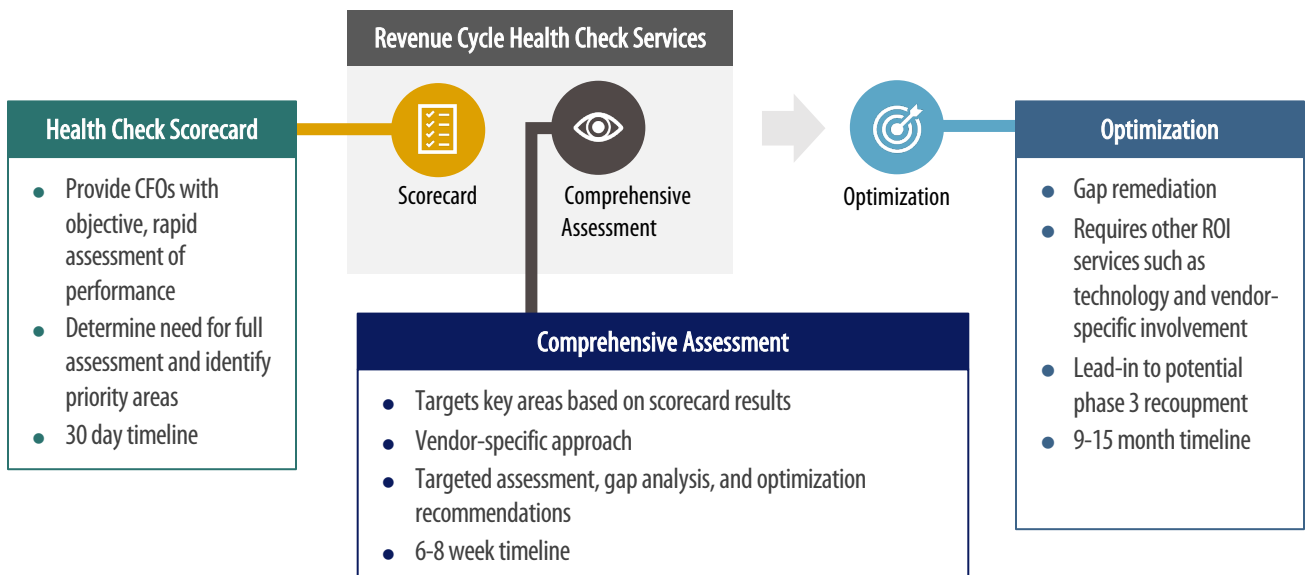 Revenue Cycle Health Check Services
Scorecard
Comprehensive
Assessment
Optimization
Health Check Scorecard
Provide CFOs with
objective, rapid
assessment of
performance
Determine need for full
assessment and identify
priority areas
30 day timeline
Comprehensive Assessment
Targets key areas based on scorecard results
Vendor-specific approach
Targeted assessment, gap analysis, and optimization
recommendations
6-8 week timeline
Optimization
Gap remediation
Requires other ROI
services such as
technology and vendor-
specific involvement
Lead-in to potential
phase 3 recoupment
9-15 month timeline